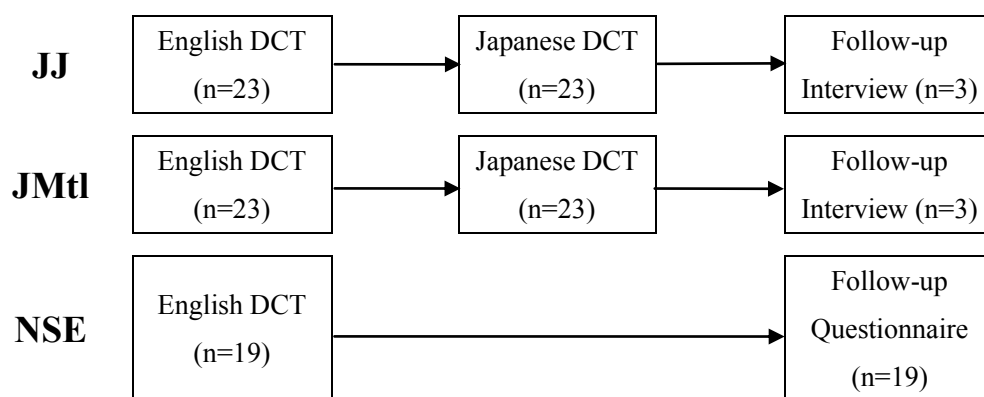 JJ
English DCT
(n=23)
Japanese DCT
(n=23)
Follow-up
Interview (n=3)
JMtl
English DCT
(n=23)
Japanese DCT
(n=23)
Follow-up
Interview (n=3)
NSE
English DCT
(n=19)
Follow-up
Questionnaire
(n=19)